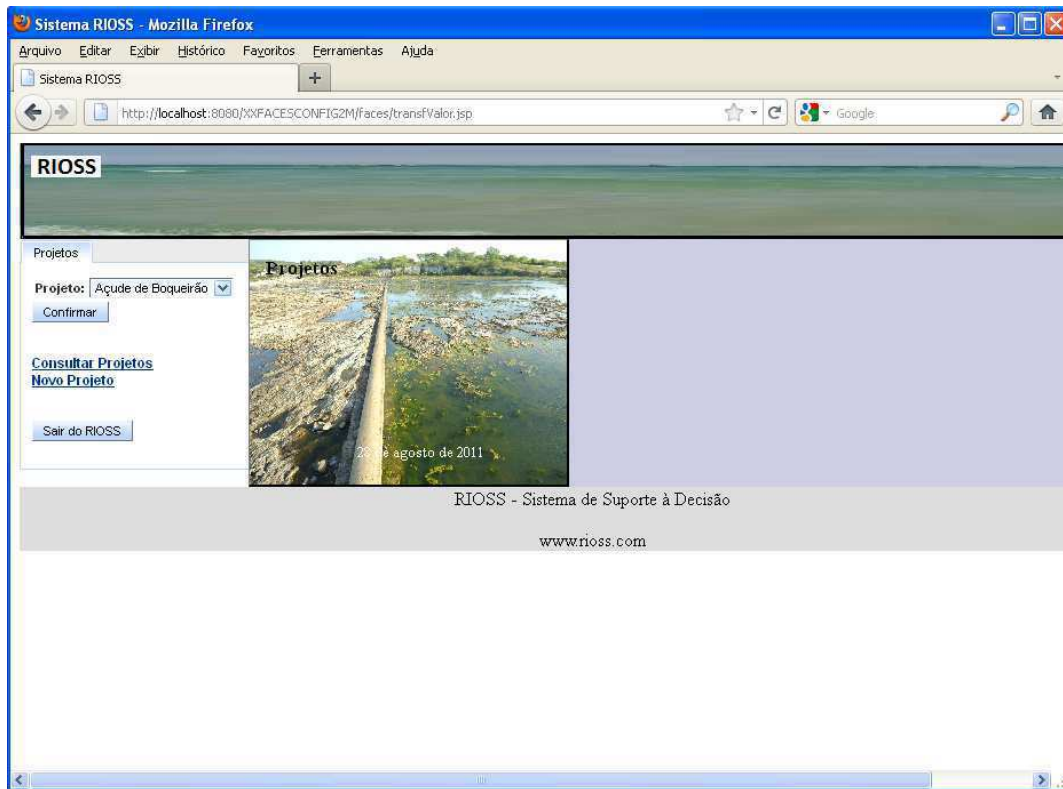 Sistema RIOSS - Mozilla Firefox
Arquivo Editar Exibir Histórico Favoritos Ferramentas Ajuda
Sistema RIOSS
http://localhost:8080/XXFACESCONFIG2M/faces/transfValor.jsp Google
RIOSS
Projetos
Projetos
Projeto: Açude de Boqueirão
Confirmar
Consultar Projetos
Novo Projeto
Sair do RIOSS
agosto de 2011
RIOSS - Sistema de Suporte à Decisão
www.rioss.com